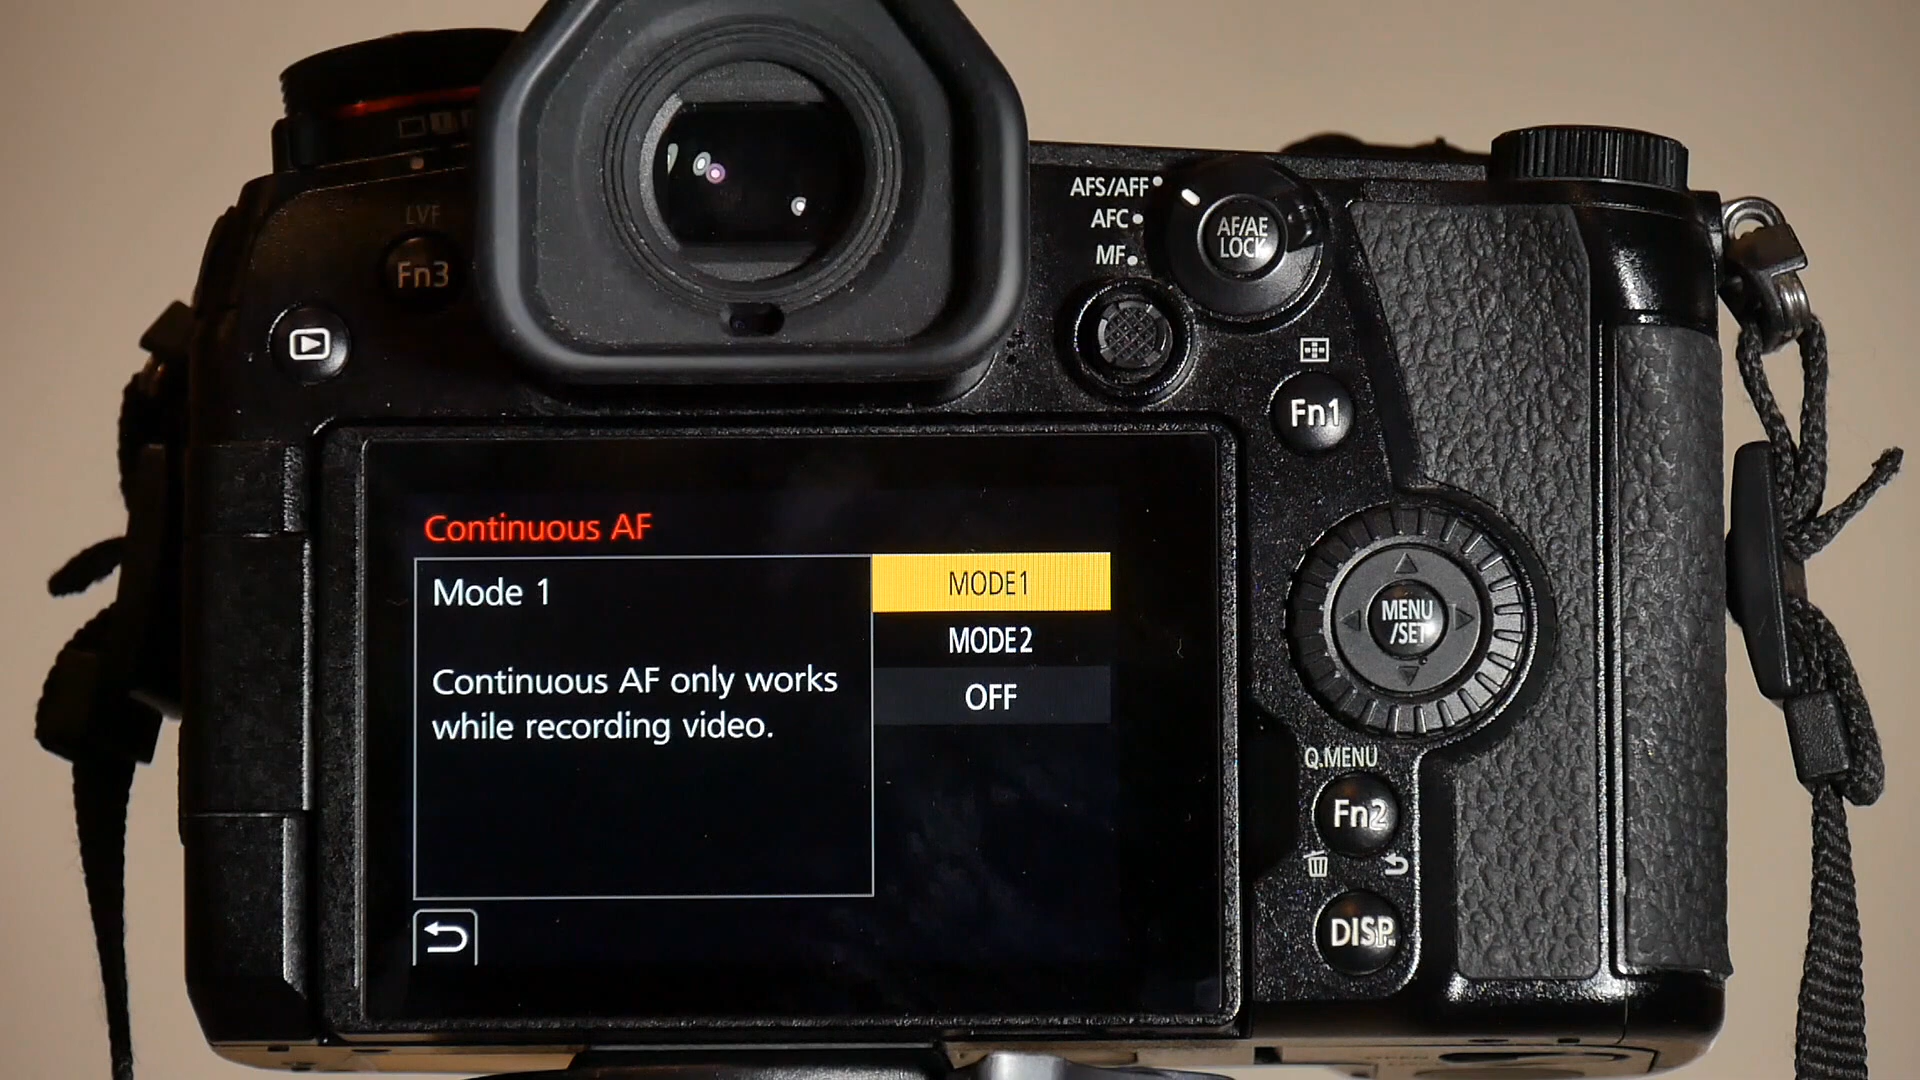 LVF
Fn3
AFS/AFF
AFC
MF
AF/AE
LOCK
Fn1
Continuous AF
Mode 1
Continuous AF only works
while recording video.
MODE1
MODE2
OFF
MENU
/SET
Q.MENU
Fn2
DISP.
OPEN